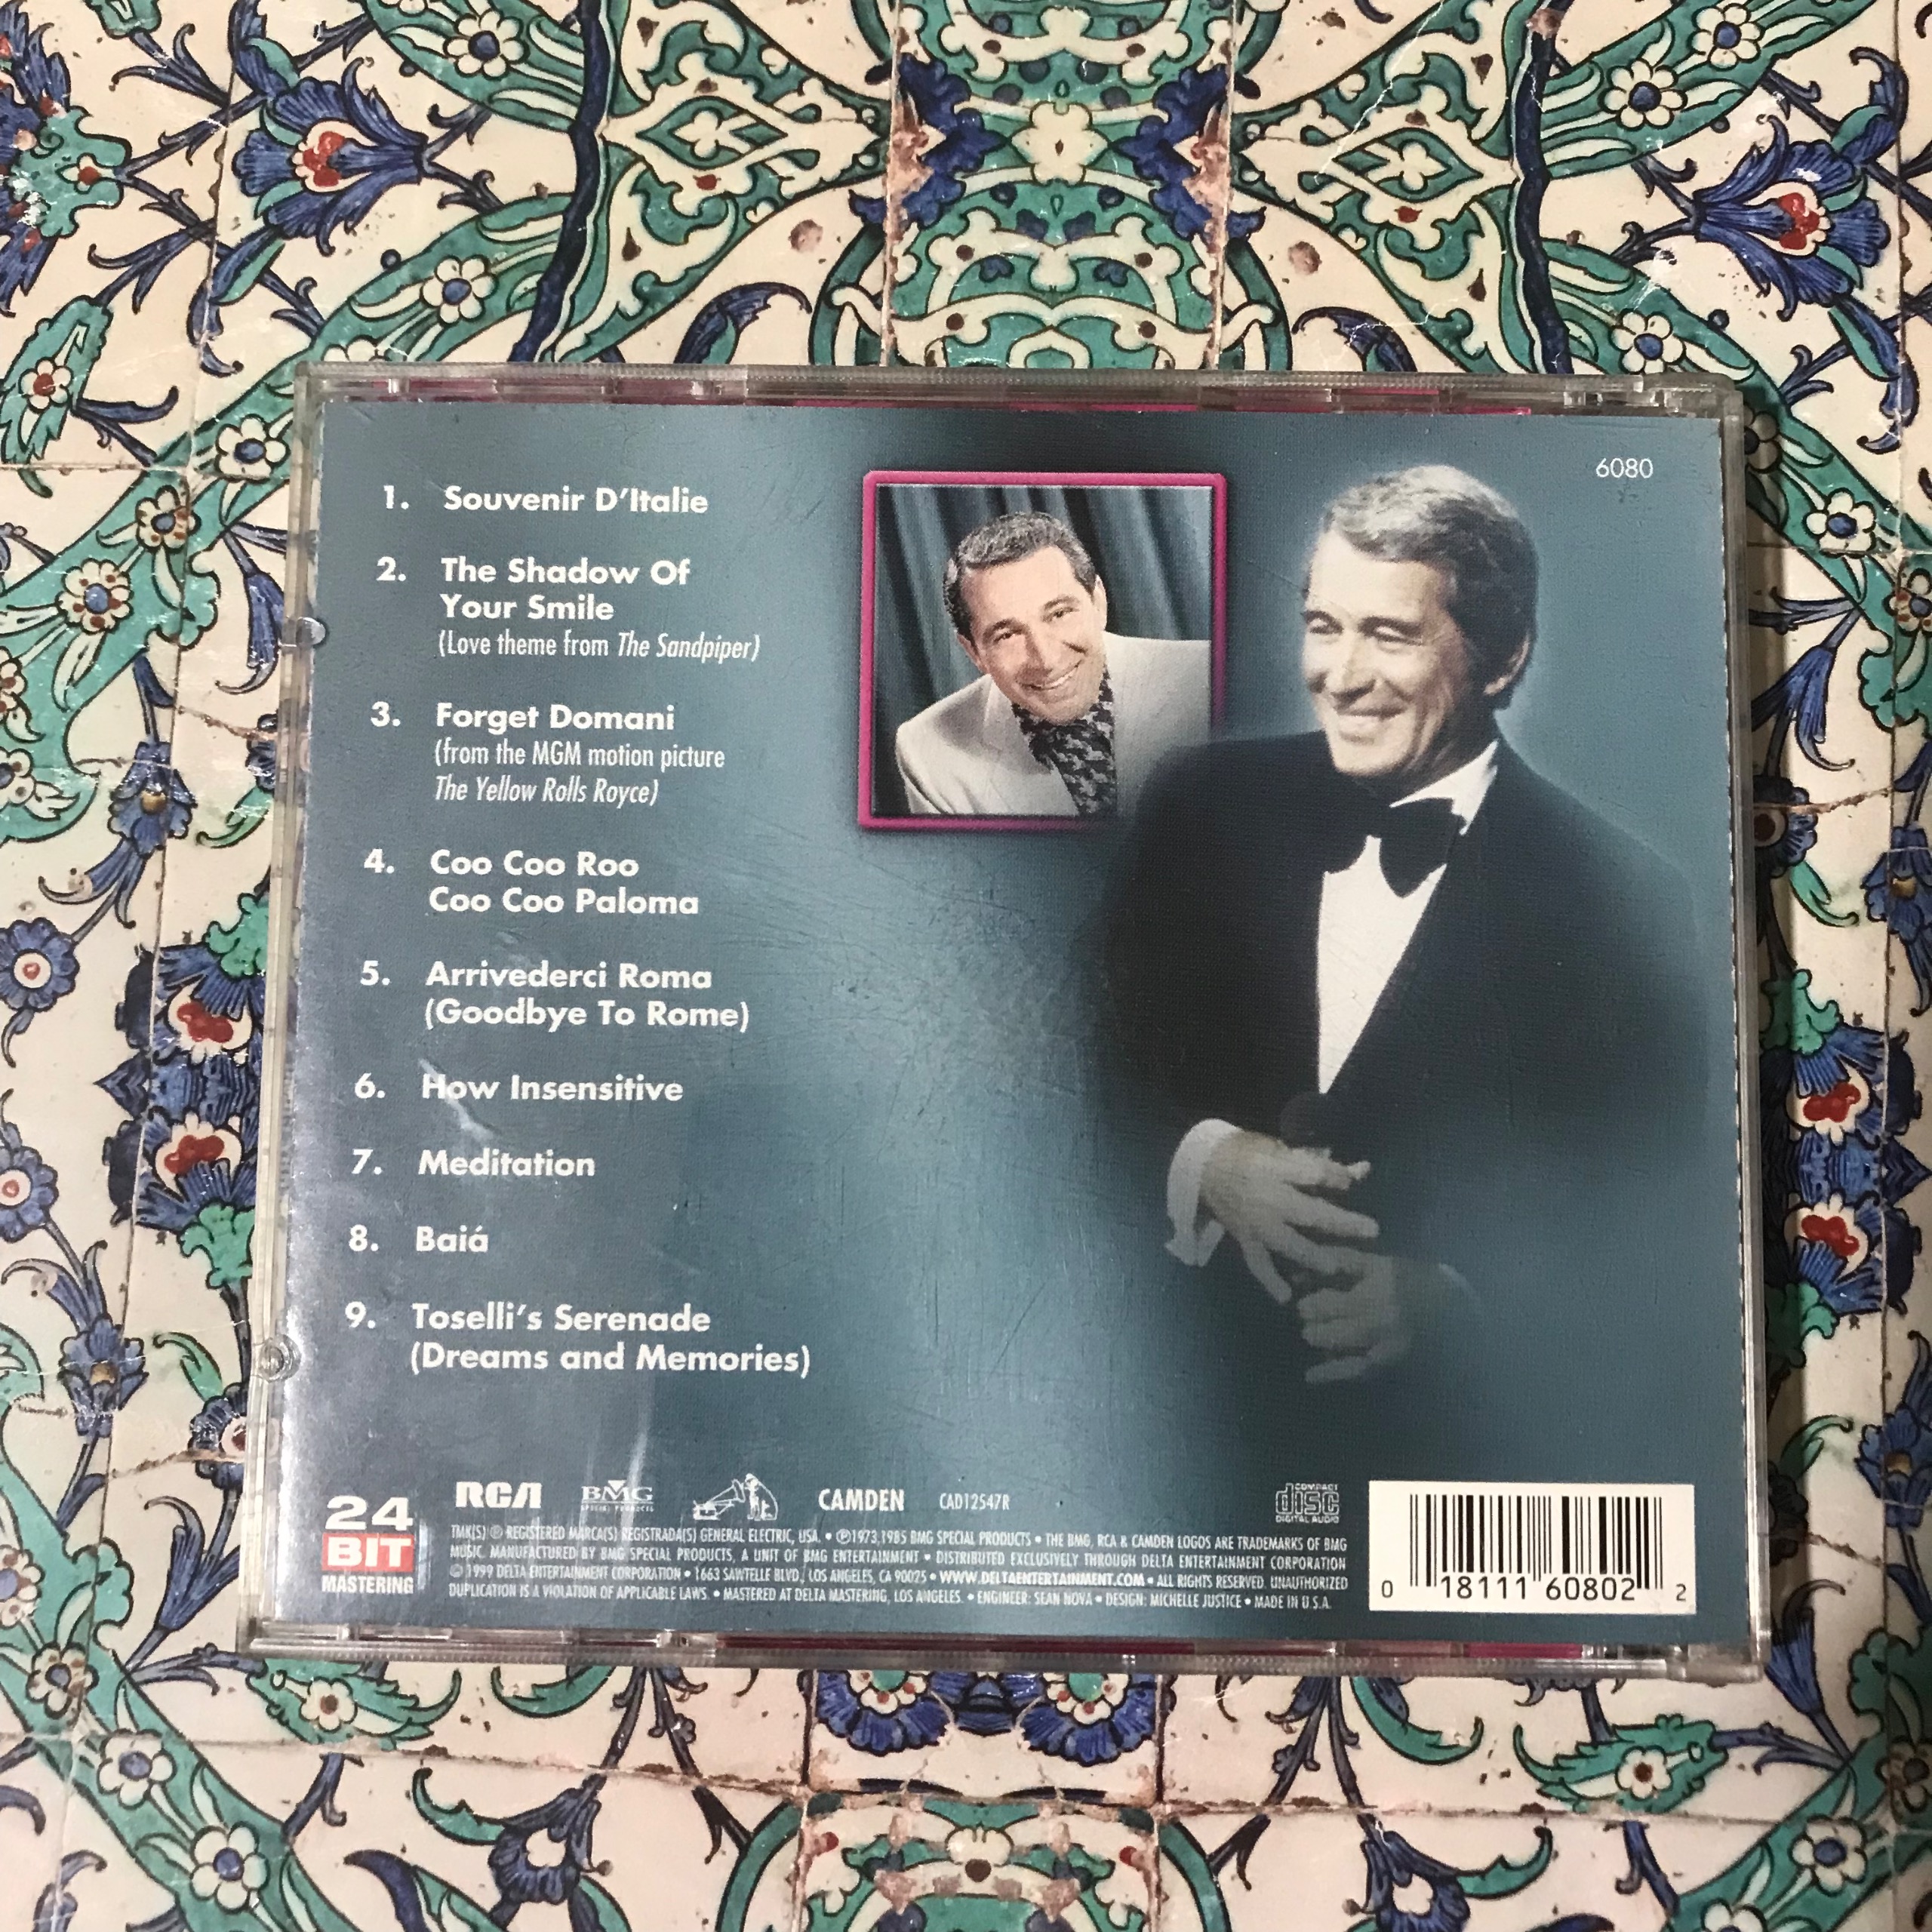 6080
1. Souvenir D'Italie
2. The Shadow Of
Your Smile
(Love theme from The Sandpiper)
3. Forget Domani
(from the MGM motion picture
The Yellow Rolls Royce)
4. Coo Coo Roo
Coo Coo Paloma
5. Arrivederci Roma
(Goodbye To Rome)
6. How Insensitive
7. Meditation
8. Baiá
9. Toselli's Serenade
(Dreams and Memories)
24
BIT
MASTERING
RCA BMG CAMDEN CAD12547R
SPECIAL PRODUCTS
COMPACT
disc
DIGITAL AUDIO
TMK(S) ® REGISTERED MARCA(S) REGISTRADA(S) GENERAL ELECTRIC, USA. • ℗1973,1985 BMG SPECIAL PRODUCTS • THE BMG, RCA & CAMDEN LOGOS ARE TRADEMARKS OF BMG
MUSIC. MANUFACTURED BY BMG SPECIAL PRODUCTS, A UNIT OF BMG ENTERTAINMENT • DISTRIBUTED EXCLUSIVELY THROUGH DELTA ENTERTAINMENT CORPORATION
© 1999 DELTA ENTERTAINMENT CORPORATION • 1663 SAWTELLE BLVD., LOS ANGELES, CA 90025 • WWW.DELTAENTERTAINMENT.COM • ALL RIGHTS RESERVED. UNAUTHORIZED
DUPLICATION IS A VIOLATION OF APPLICABLE LAWS. • MASTERED AT DELTA MASTERING, LOS ANGELES. • ENGINEER: SEAN NOVA • DESIGN: MICHELLE JUSTICE • MADE IN U.S.A.
0 18111 60802 2